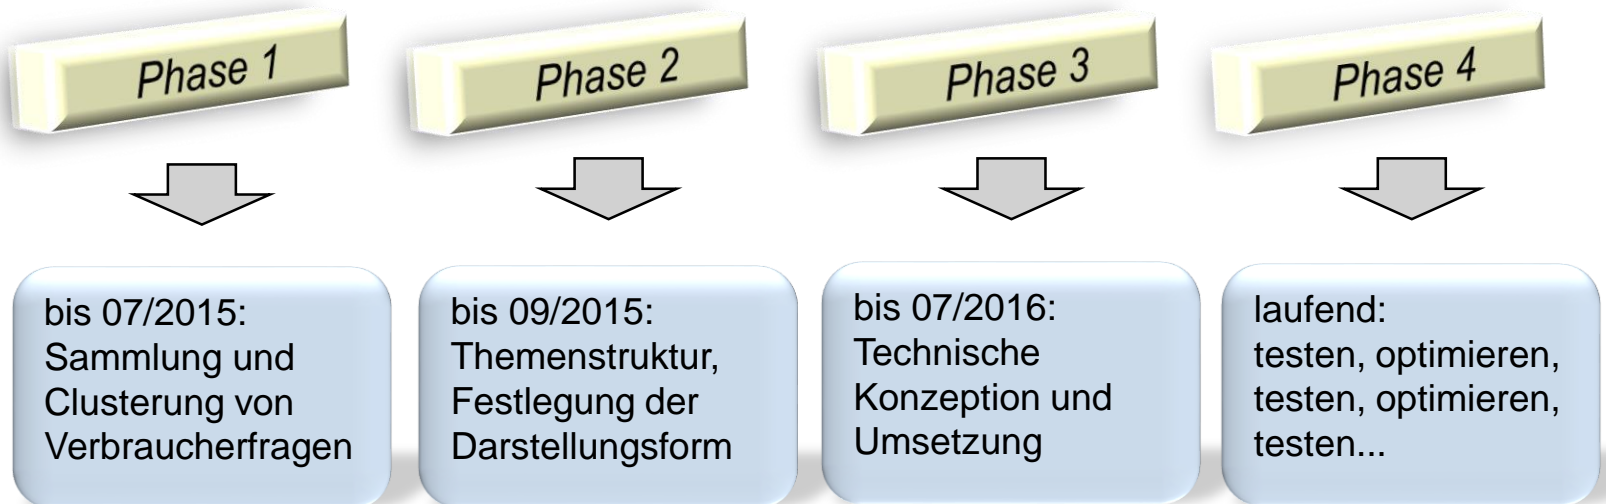 Phase 1
Phase 2
Phase 3
Phase 4
bis 07/2015:
Sammlung und
Clusterung von
Verbraucherfragen
bis 09/2015:
Themenstruktur,
Festlegung der
Darstellungsform
bis 07/2016:
Technische
Konzeption und
Umsetzung
laufend:
testen, optimieren,
testen, optimieren,
testen...